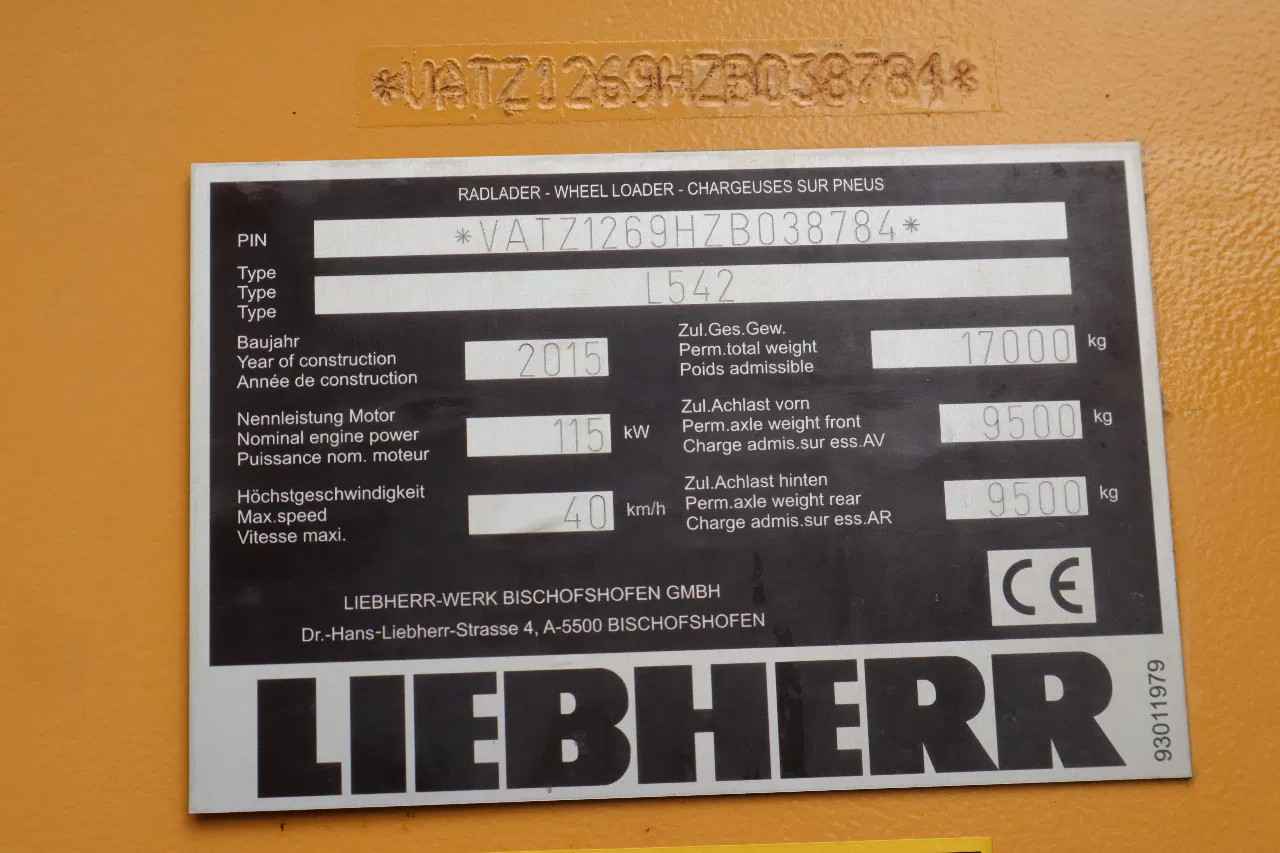 *VATZ1269HZB038784*
RADLADER - WHEEL LOADER - CHARGEUSES SUR PNEUS
PIN *VATZ1269HZB038784*
Type
Type L542
Type
Baujahr
Year of construction 2015
Année de construction
Zul.Ges.Gew.
Perm.total weight 17000 kg
Poids admissible
Nennleistung Motor
Nominal engine power 115 kW
Puissance nom. moteur
Zul.Achlast vorn
Perm.axle weight front 9500 kg
Charge admis.sur ess.AV
Höchstgeschwindigkeit
Max.speed 40 km/h
Vitesse maxi.
Zul.Achlast hinten
Perm.axle weight rear 9500 kg
Charge admis.sur ess.AR
CE
LIEBHERR-WERK BISCHOFSHOFEN GMBH
Dr.-Hans-Liebherr-Strasse 4, A-5500 BISCHOFSHOFEN
LIEBHERR
93011979